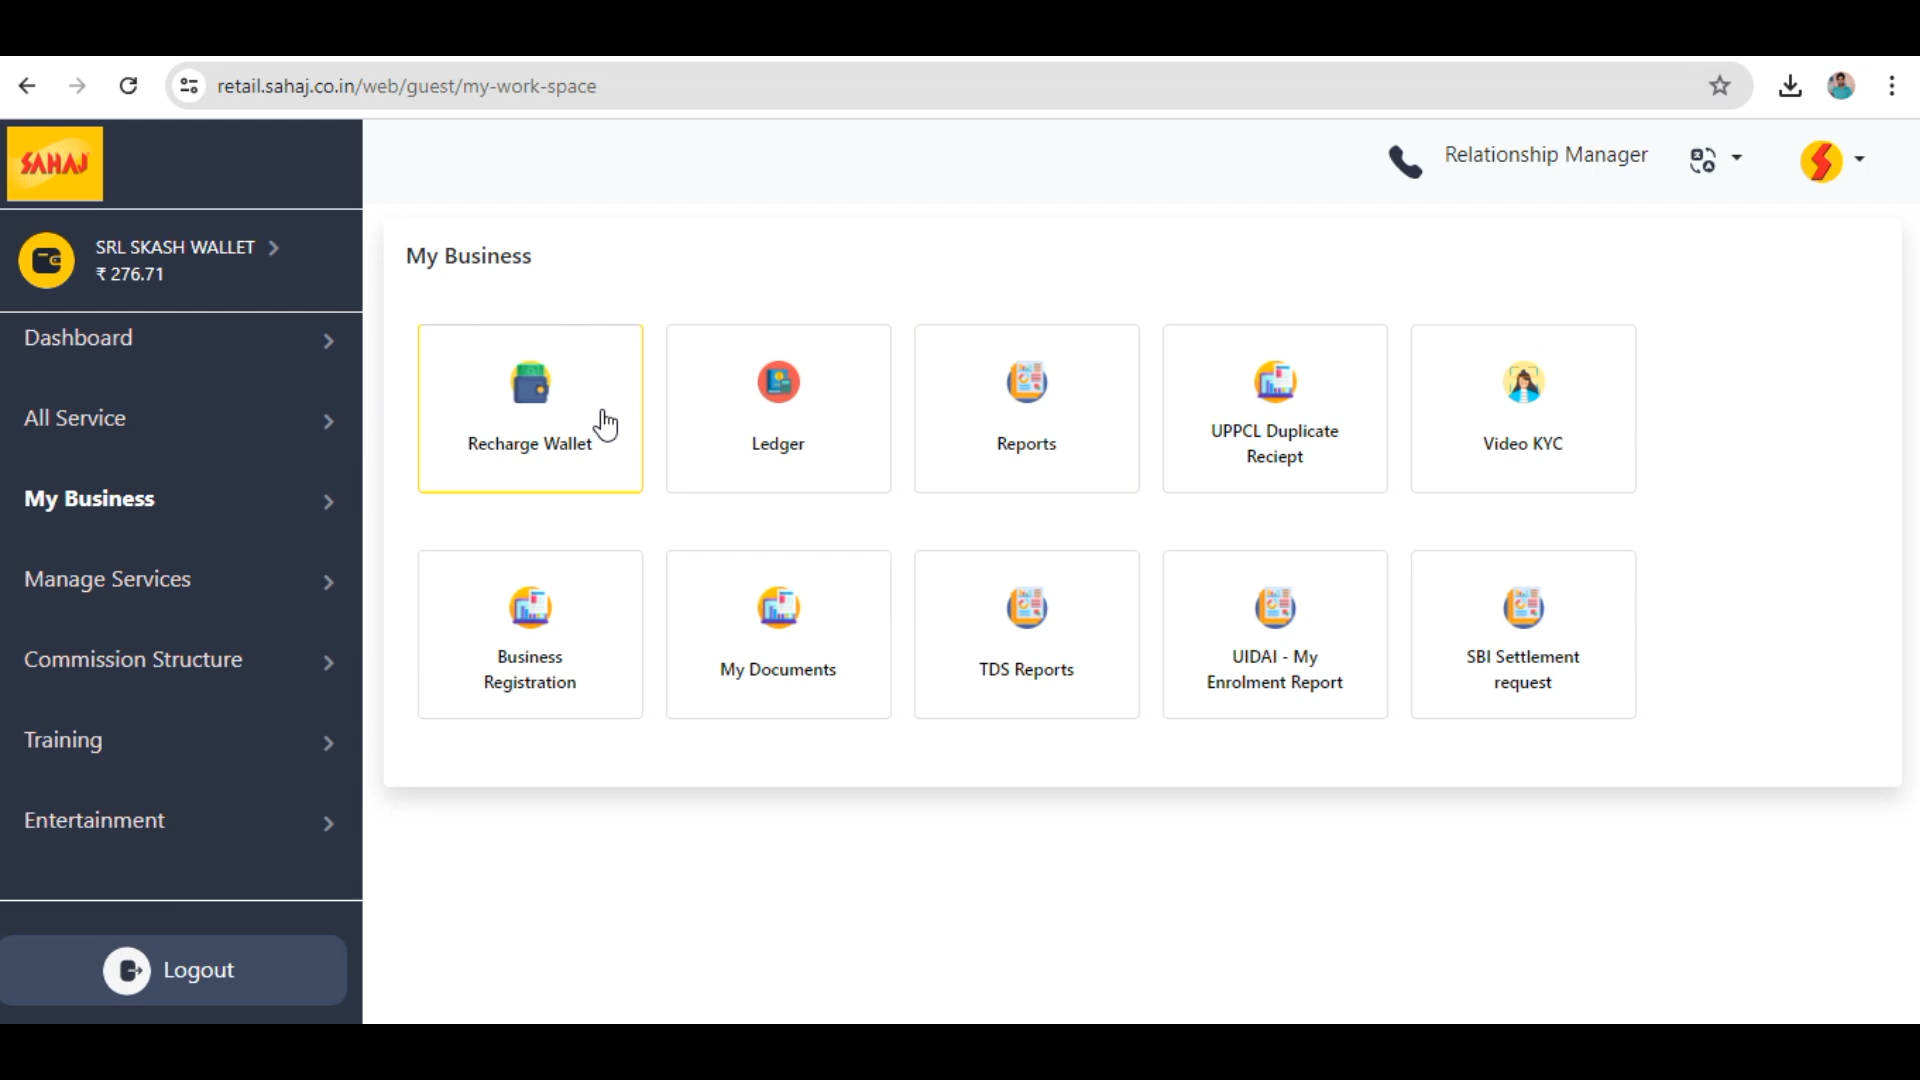 retail.sahaj.co.in/web/guest/my-work-space
SAHAJ
Relationship Manager
SRL SKASH WALLET
₹ 276.71
Dashboard
All Service
My Business
Manage Services
Commission Structure
Training
Entertainment
Logout
My Business
Recharge Wallet
Ledger
Reports
UPPCL Duplicate
Reciept
Video KYC
Business
Registration
My Documents
TDS Reports
UIDAI - My
Enrolment Report
SBI Settlement
request